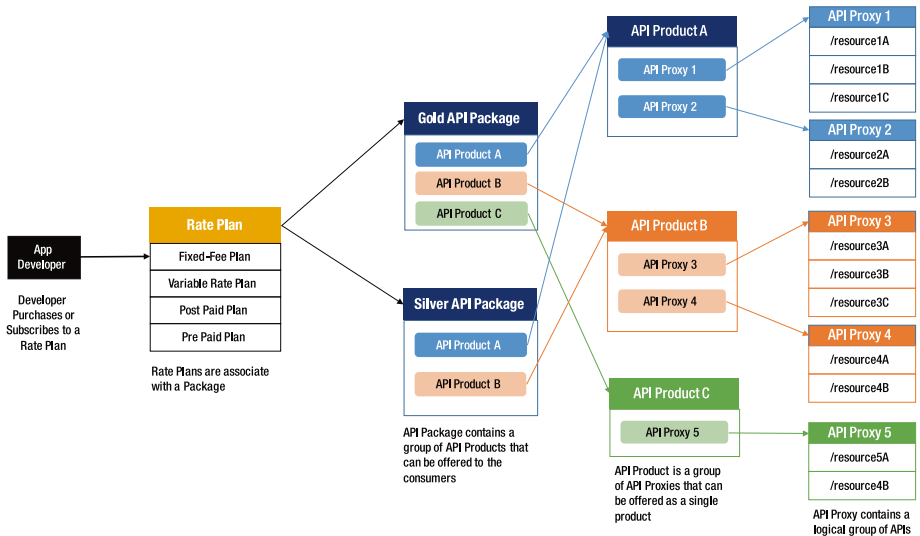 App
Developer
Developer
Purchases or
Subscribes to a
Rate Plan
Rate Plan
Fixed-Fee Plan
Variable Rate Plan
Post Paid Plan
Pre Paid Plan
Rate Plans are associate
with a Package
Gold API Package
API Product A
API Product B
API Product C
Silver API Package
API Product A
API Product B
API Package contains a
group of API Products that
can be offered to the
consumers
API Product A
API Proxy 1
API Proxy 2
API Product B
API Proxy 3
API Proxy 4
API Product C
API Proxy 5
API Product is a group
of API Proxies that can
be offered as a single
product
API Proxy 1
/resource1A
/resource1B
/resource1C
API Proxy 2
/resource2A
/resource2B
API Proxy 3
/resource3A
/resource3B
/resource3C
API Proxy 4
/resource4A
/resource4B
API Proxy 5
/resource5A
/resource4B
API Proxy contains a
logical group of APIs